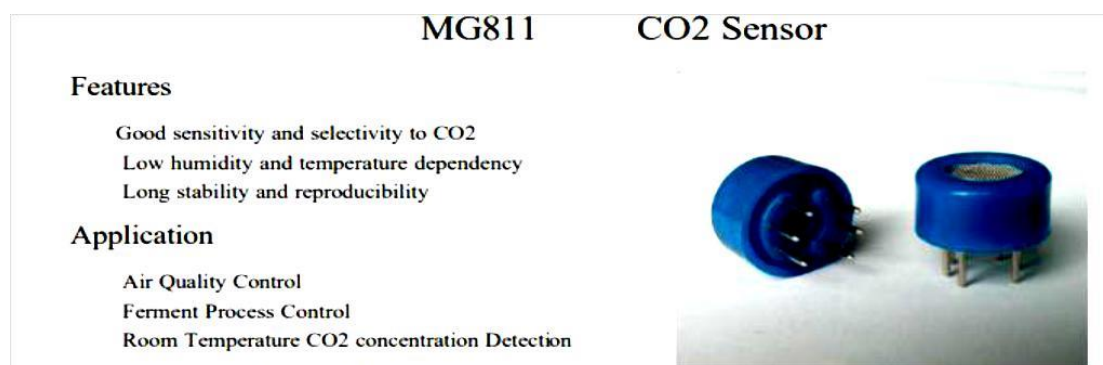 MG811 CO2 Sensor
Features
Good sensitivity and selectivity to CO2
Low humidity and temperature dependency
Long stability and reproducibility
Application
Air Quality Control
Ferment Process Control
Room Temperature CO2 concentration Detection